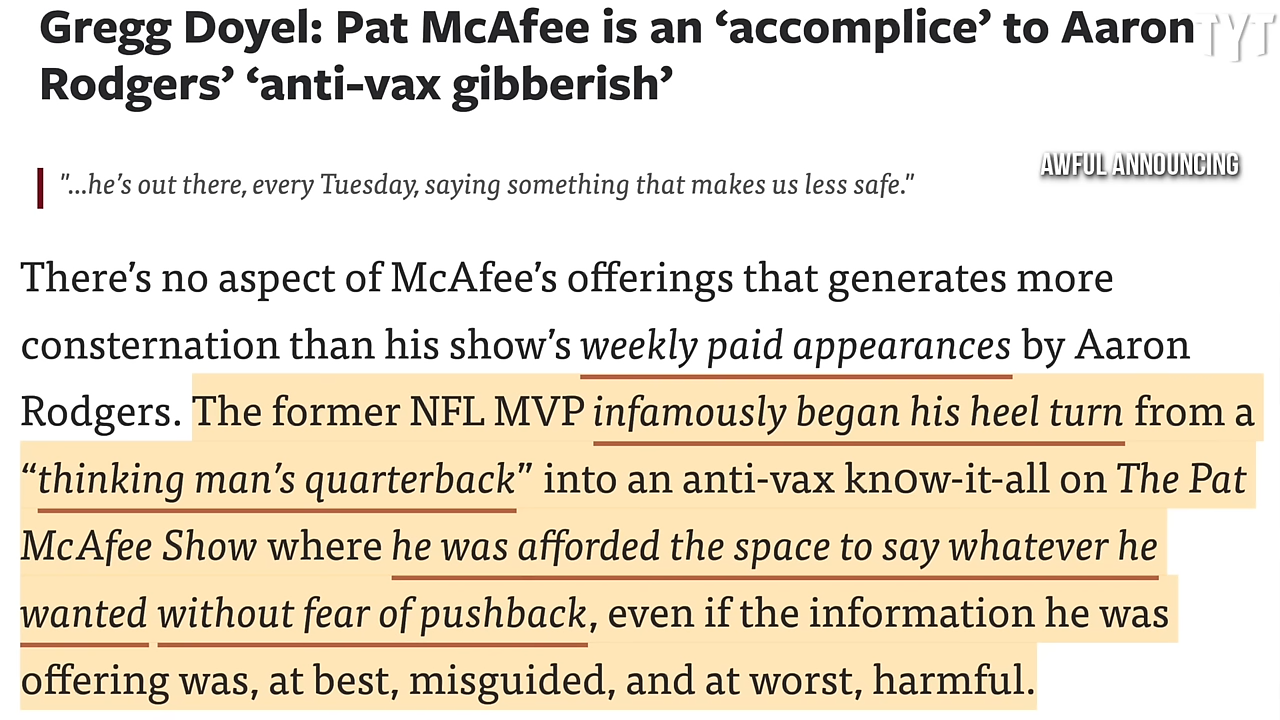 Gregg Doyel: Pat McAfee is an ‘accomplice’ to Aaron
Rodgers’ ‘anti-vax gibberish’
TYT
AWFUL ANNOUNCING
"...he’s out there, every Tuesday, saying something that makes us less safe."
There’s no aspect of McAfee’s offerings that generates more
consternation than his show’s weekly paid appearances by Aaron
Rodgers. The former NFL MVP infamously began his heel turn from a
“thinking man’s quarterback” into an anti-vax know-it-all on The Pat
McAfee Show where he was afforded the space to say whatever he
wanted without fear of pushback, even if the information he was
offering was, at best, misguided, and at worst, harmful.